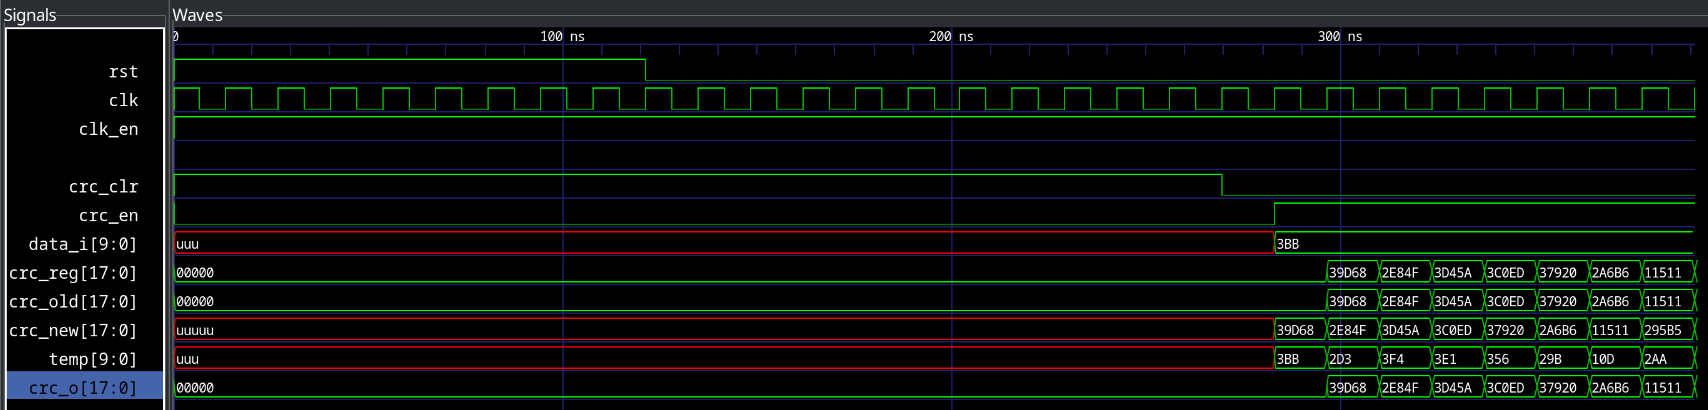 Signals Waves
0 100 ns 200 ns 300 ns
rst
clk
clk_en
crc_clr
crc_en
data_i[9:0] uuu 3BB
crc_reg[17:0] 00000 39D68 2E84F 3D45A 3C0ED 37920 2A6B6 11511
crc_old[17:0] 00000 39D68 2E84F 3D45A 3C0ED 37920 2A6B6 11511
crc_new[17:0] uuuuu 39D68 2E84F 3D45A 3C0ED 37920 2A6B6 11511 295B5
temp[9:0] uuu 3BB 2D3 3F4 3E1 356 29B 10D 2AA
crc_o[17:0] 00000 39D68 2E84F 3D45A 3C0ED 37920 2A6B6 11511